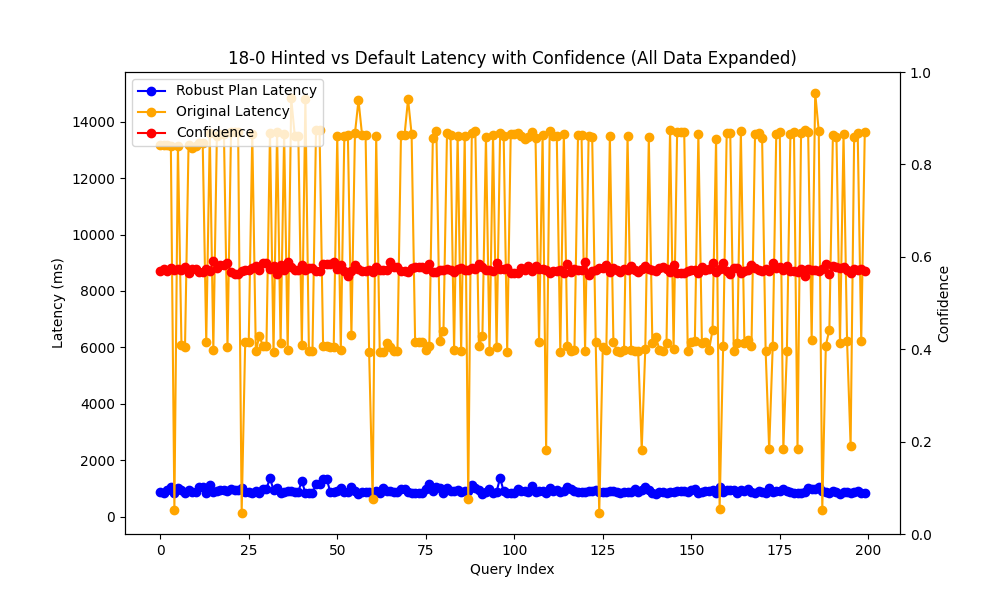 18-0 Hinted vs Default Latency with Confidence (All Data Expanded)
Robust Plan Latency
Original Latency
Confidence
Latency (ms)
14000
12000
10000
8000
6000
4000
2000
0
1.0
0.8
0.6
0.4
0.2
0.0
Confidence
0 25 50 75 100 125 150 175 200
Query Index